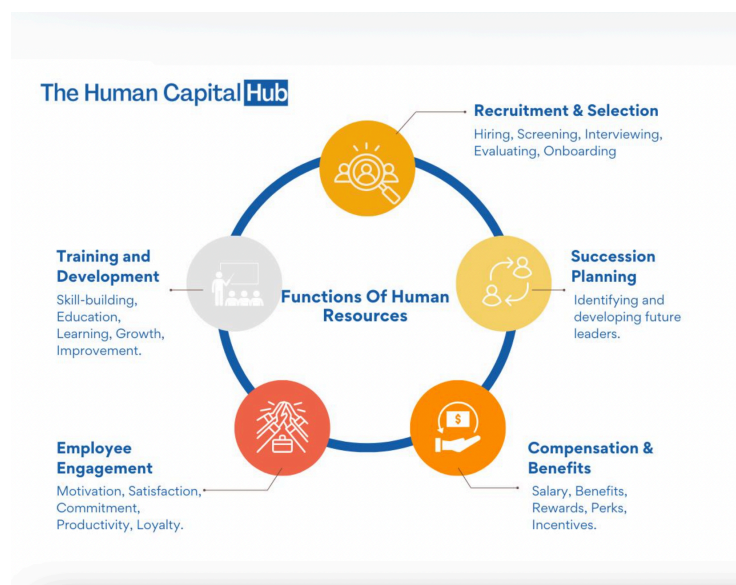 The Human Capital Hub
Recruitment & Selection
Hiring, Screening, Interviewing,
Evaluating, Onboarding
Succession
Planning
Identifying and
developing future
leaders.
Compensation &
Benefits
Salary, Benefits,
Rewards, Perks,
Incentives.
Employee
Engagement
Motivation, Satisfaction,
Commitment,
Productivity, Loyalty.
Training and
Development
Skill-building,
Education,
Learning, Growth,
Improvement.
Functions Of Human
Resources
$